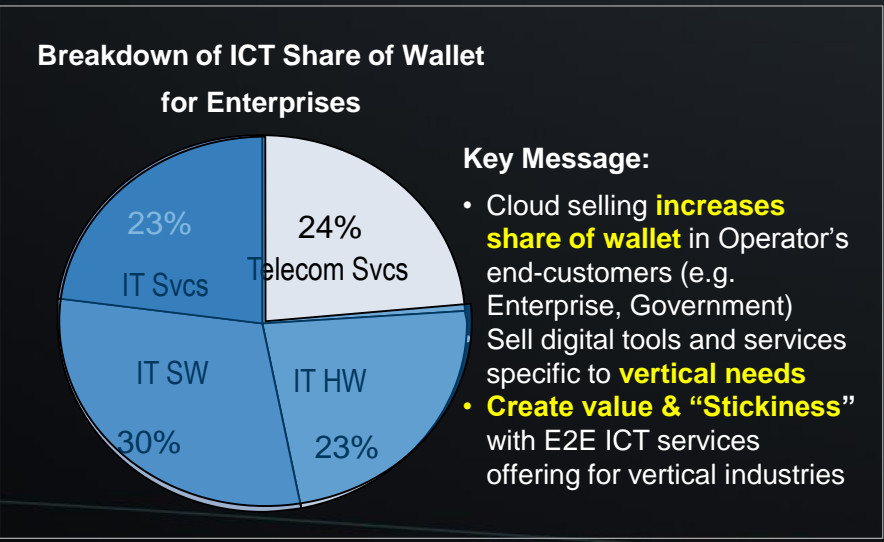 Breakdown of ICT Share of Wallet
for Enterprises
23%
IT Svcs
24%
Telecom Svcs
IT SW
30%
IT HW
23%
Key Message:
• Cloud selling increases
share of wallet in Operator’s
end-customers (e.g.
Enterprise, Government)
Sell digital tools and services
specific to vertical needs
• Create value & “Stickiness”
with E2E ICT services
offering for vertical industries